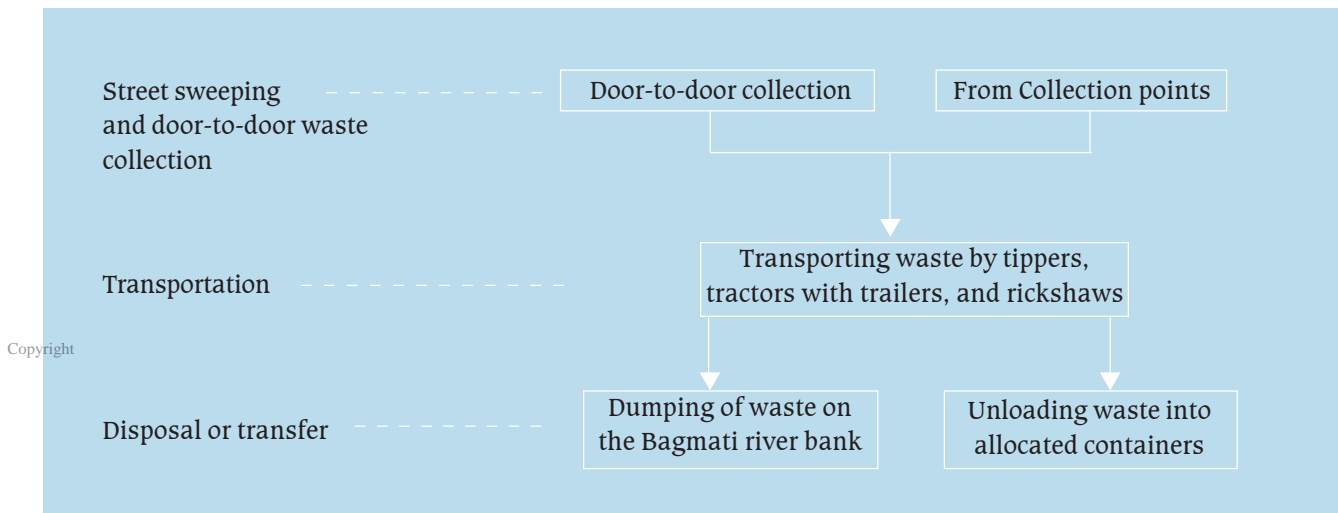 Street sweeping
and door-to-door waste
collection
Door-to-door collection
From Collection points
Transportation
Transporting waste by tippers,
tractors with trailers, and rickshaws
Copyright
Disposal or transfer
Dumping of waste on
the Bagmati river bank
Unloading waste into
allocated containers